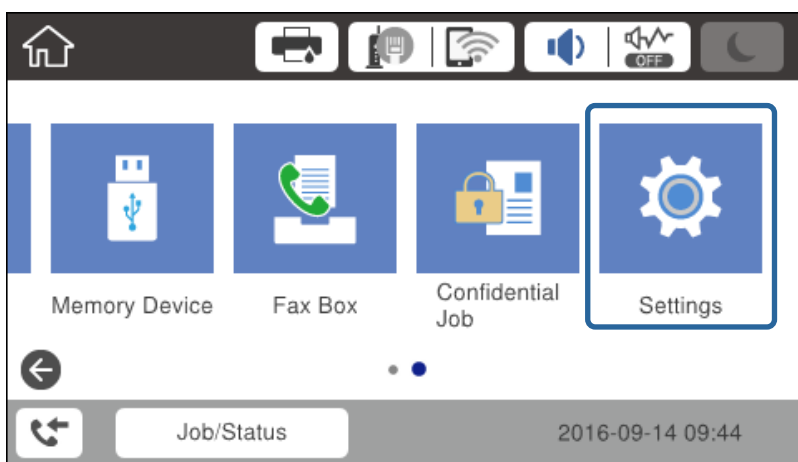 OFF
Memory Device
Fax Box
Confidential
Job
Settings
Job/Status
2016-09-14 09:44